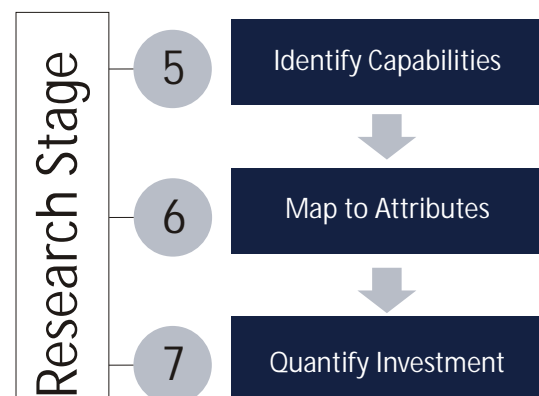 Research Stage
5
Identify Capabilities
6
Map to Attributes
7
Quantify Investment